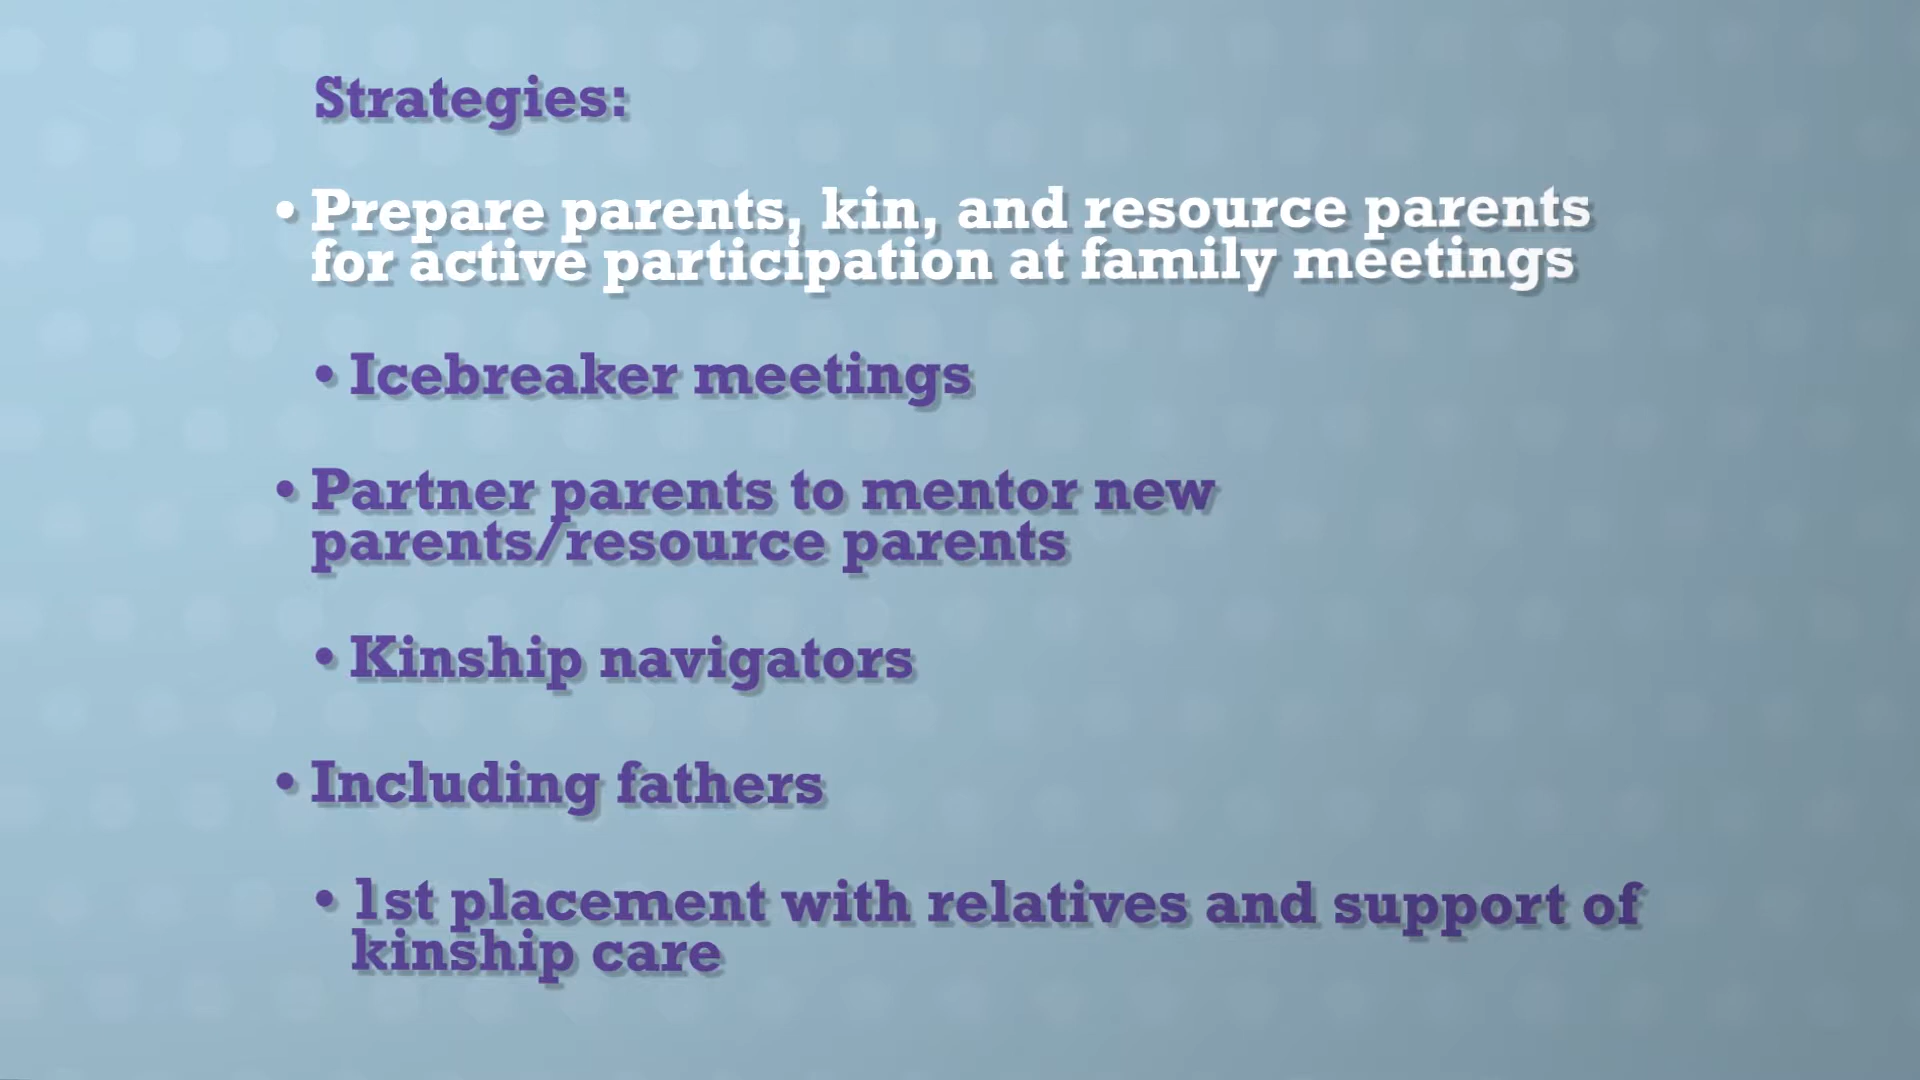 Strategies:
• Prepare parents, kin, and resource parents
for active participation at family meetings
• Icebreaker meetings
• Partner parents to mentor new
parents/resource parents
• Kinship navigators
• Including fathers
• 1st placement with relatives and support of
kinship care